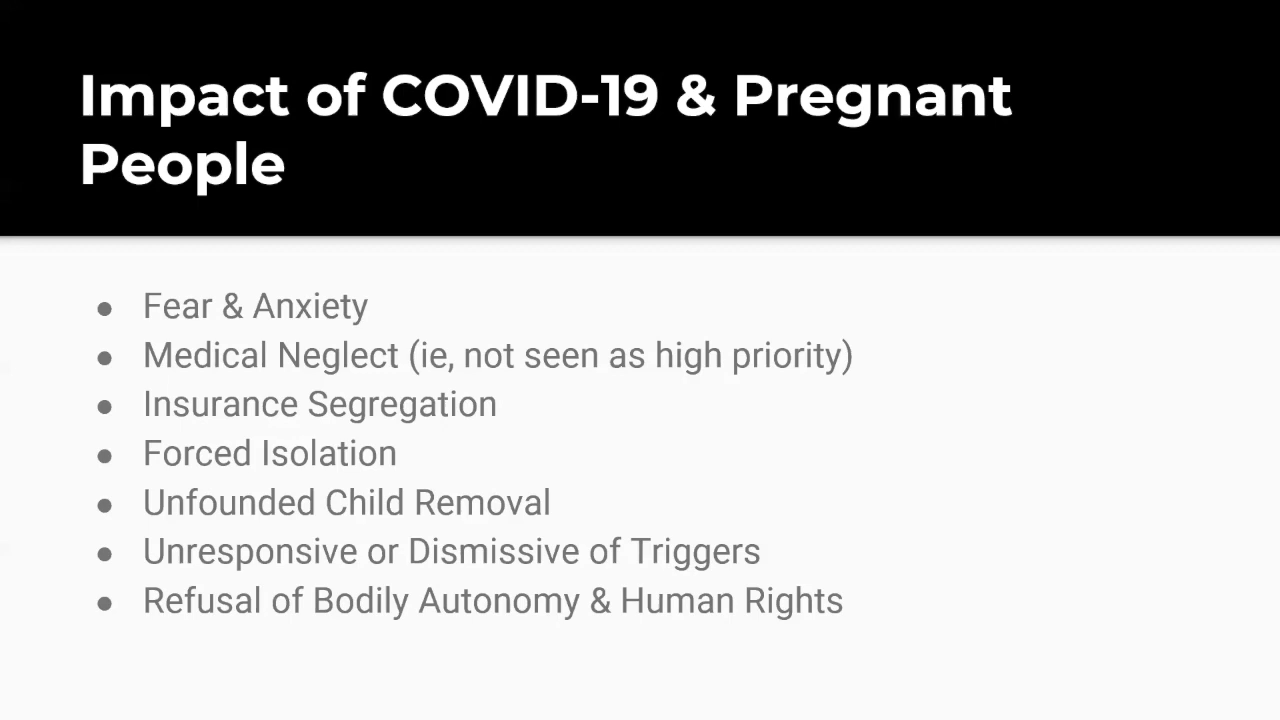 Impact of COVID-19 & Pregnant
People
● Fear & Anxiety
● Medical Neglect (ie, not seen as high priority)
● Insurance Segregation
● Forced Isolation
● Unfounded Child Removal
● Unresponsive or Dismissive of Triggers
● Refusal of Bodily Autonomy & Human Rights